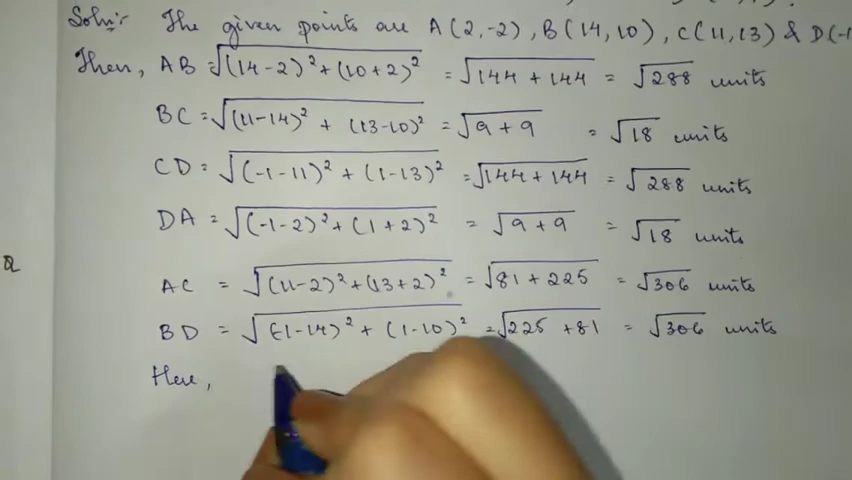 Soln:- The given points are A(2,-2), B(14,10), C(11,13) & D(-1
Then, AB = √(14-2)² + (10+2)² = √144 + 144 = √288 units
BC = √(11-14)² + (13-10)² = √9 + 9 = √18 units
CD = √(-1-11)² + (1-13)² = √144 + 144 = √288 units
DA = √(-1-2)² + (1+2)² = √9 + 9 = √18 units
AC = √(11-2)² + (13+2)² = √81 + 225 = √306 units
BD = √(-1-14)² + (1-10)² = √225 + 81 = √306 units
Here,